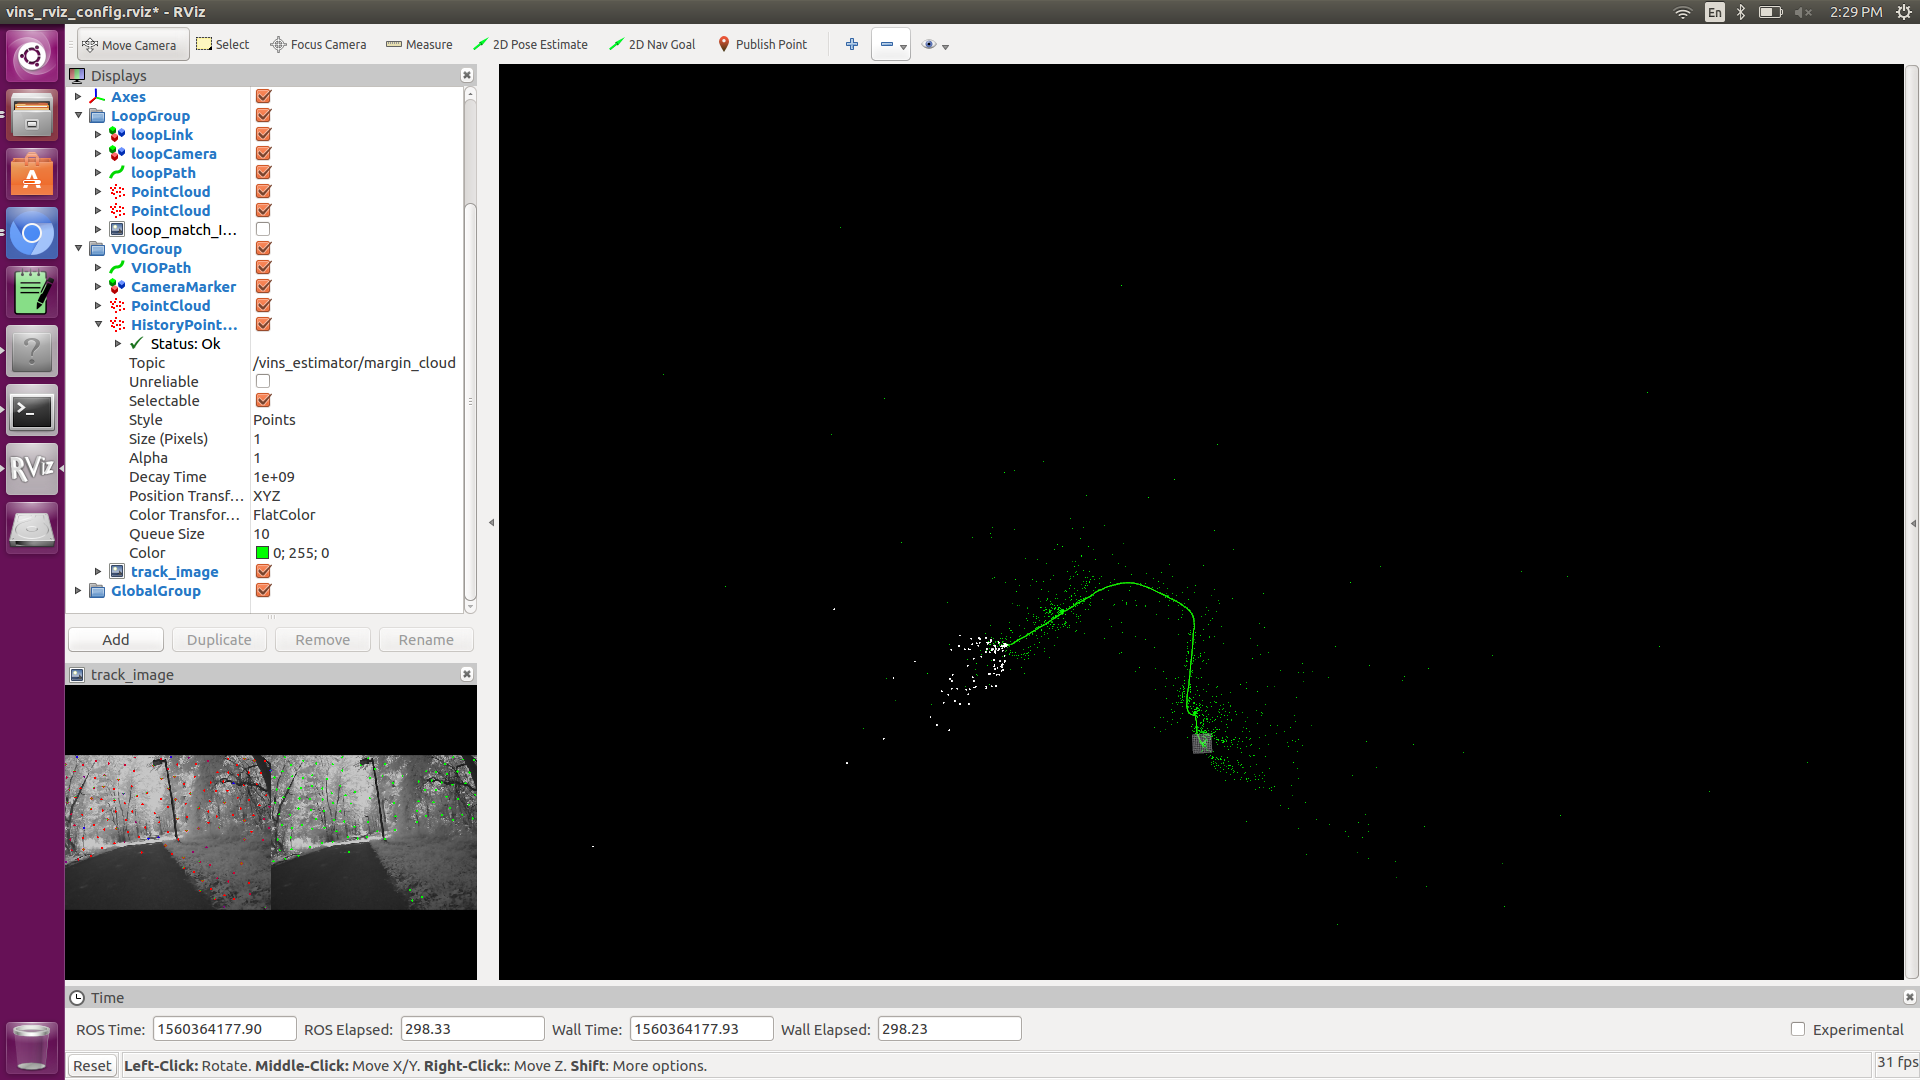 vins_rviz_config.rviz* - RViz
En
2:29 PM
Move Camera
Select
Focus Camera
Measure
2D Pose Estimate
2D Nav Goal
Publish Point
Displays
Axes
LoopGroup
loopLink
loopCamera
loopPath
PointCloud
PointCloud
loop_match_I...
VIOGroup
VIOPath
CameraMarker
PointCloud
HistoryPoint...
Status: Ok
Topic /vins_estimator/margin_cloud
Unreliable
Selectable
Style Points
Size (Pixels) 1
Alpha 1
Decay Time 1e+09
Position Transf... XYZ
Color Transfor... FlatColor
Queue Size 10
Color 0; 255; 0
track_image
GlobalGroup
Add Duplicate Remove Rename
track_image
RViz
Time
ROS Time: 1560364177.90 ROS Elapsed: 298.33 Wall Time: 1560364177.93 Wall Elapsed: 298.23 Experimental
Reset Left-Click: Rotate. Middle-Click: Move X/Y. Right-Click:: Move Z. Shift: More options. 31 fps